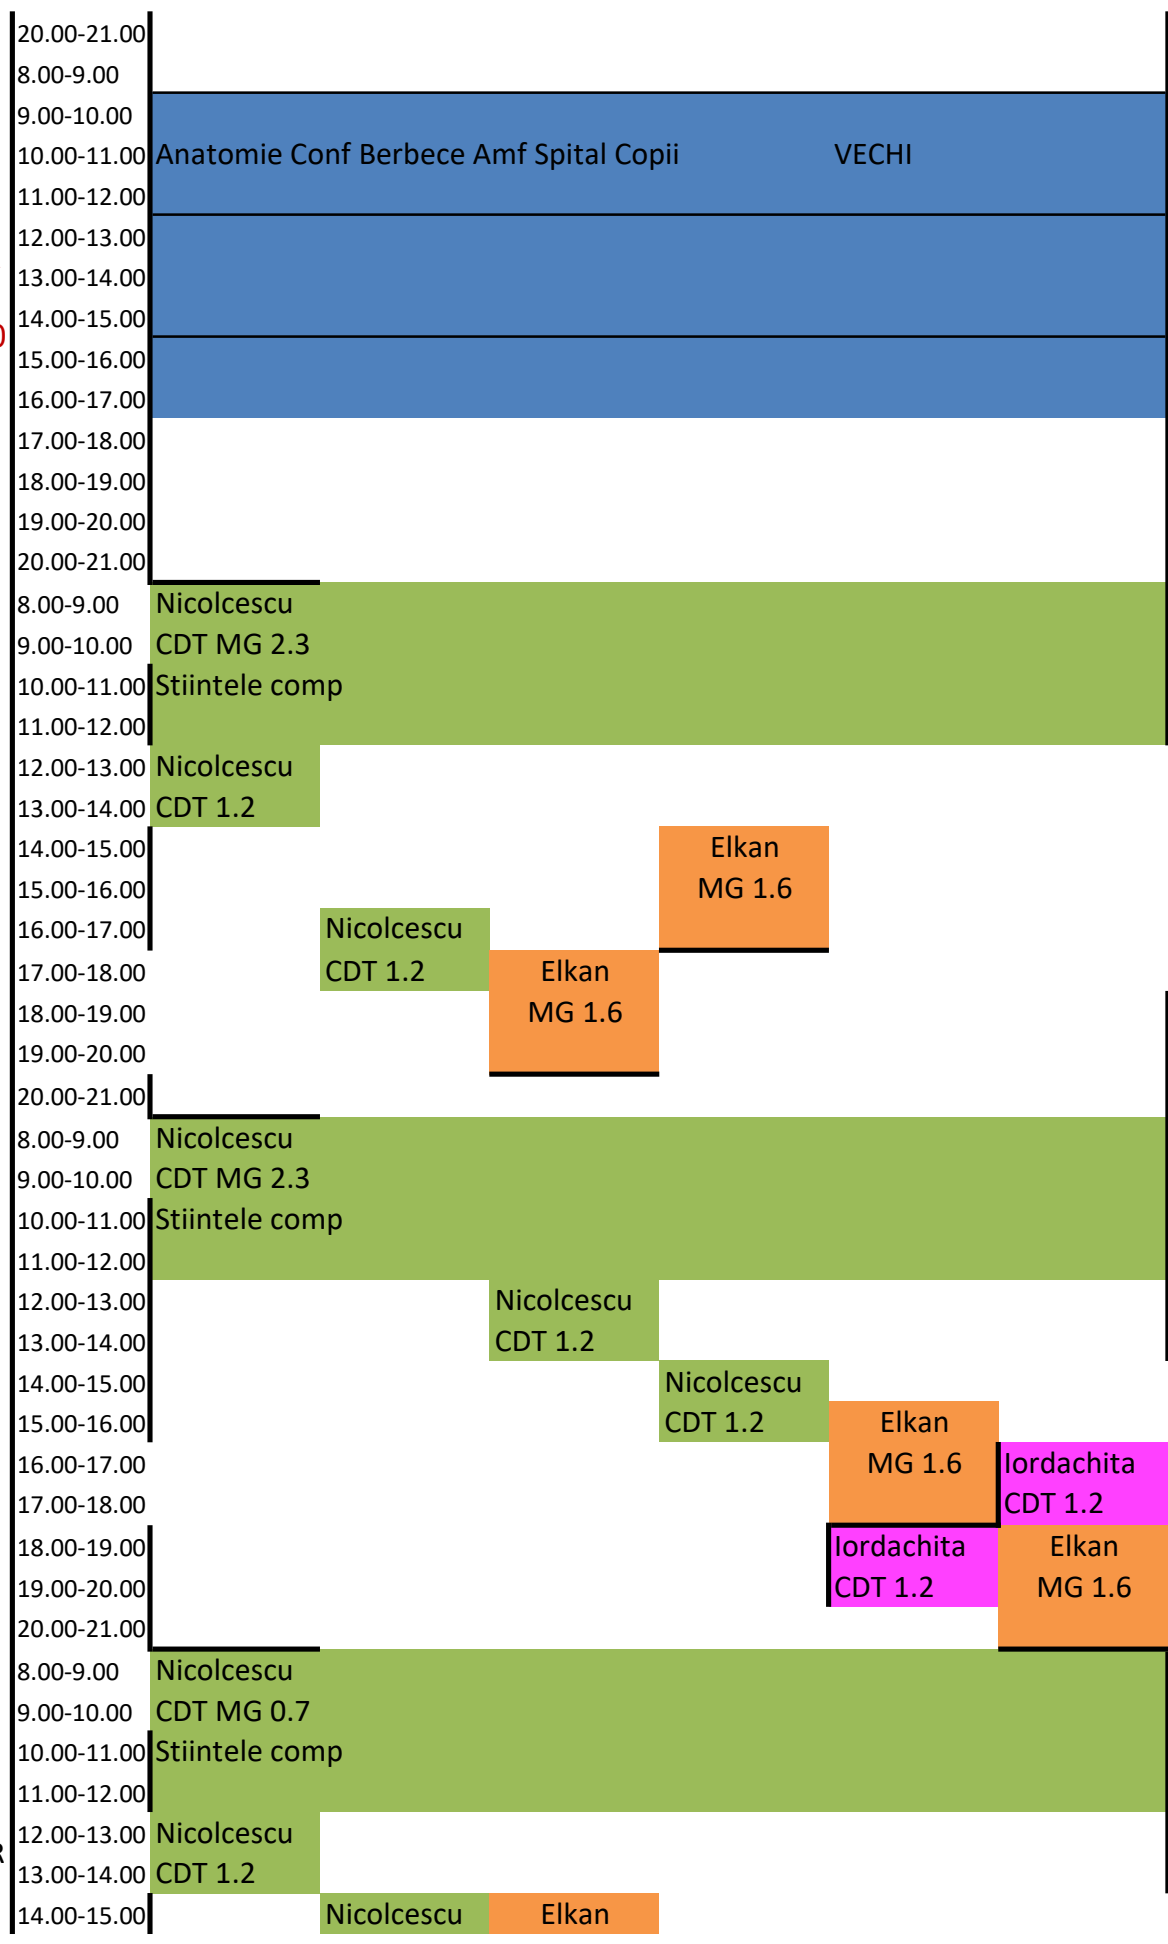 20.00-21.00
8.00-9.00
9.00-10.00
10.00-11.00 Anatomie Conf Berbece Amf Spital Copii VECHI
11.00-12.00
12.00-13.00
13.00-14.00
14.00-15.00
15.00-16.00
16.00-17.00
17.00-18.00
18.00-19.00
19.00-20.00
20.00-21.00
8.00-9.00 Nicolcescu
9.00-10.00 CDT MG 2.3
10.00-11.00 Stiintele comp
11.00-12.00
12.00-13.00 Nicolcescu
13.00-14.00 CDT 1.2
14.00-15.00 Elkan
15.00-16.00 MG 1.6
16.00-17.00 Nicolcescu
17.00-18.00 CDT 1.2 Elkan
18.00-19.00 MG 1.6
19.00-20.00
20.00-21.00
8.00-9.00 Nicolcescu
9.00-10.00 CDT MG 2.3
10.00-11.00 Stiintele comp
11.00-12.00
12.00-13.00 Nicolcescu
13.00-14.00 CDT 1.2
14.00-15.00 Nicolcescu
15.00-16.00 CDT 1.2 Elkan
16.00-17.00 MG 1.6 Iordachita
17.00-18.00 CDT 1.2
18.00-19.00 Iordachita Elkan
19.00-20.00 CDT 1.2 MG 1.6
20.00-21.00
8.00-9.00 Nicolcescu
9.00-10.00 CDT MG 0.7
10.00-11.00 Stiintele comp
11.00-12.00
12.00-13.00 Nicolcescu
13.00-14.00 CDT 1.2
14.00-15.00 Nicolcescu Elkan